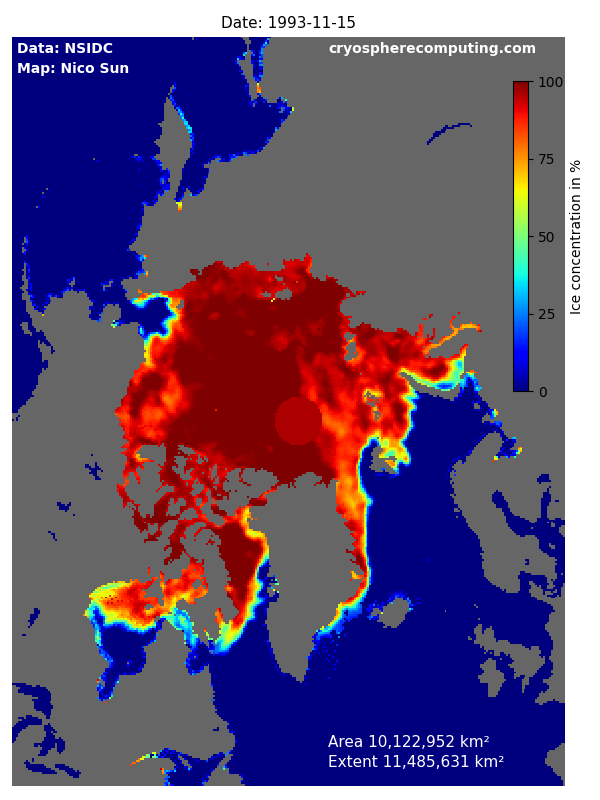 Date: 1993-11-15
Data: NSIDC
Map: Nico Sun
cryospherecomputing.com
100
75
50
25
0
Ice concentration in %
Area 10,122,952 km²
Extent 11,485,631 km²